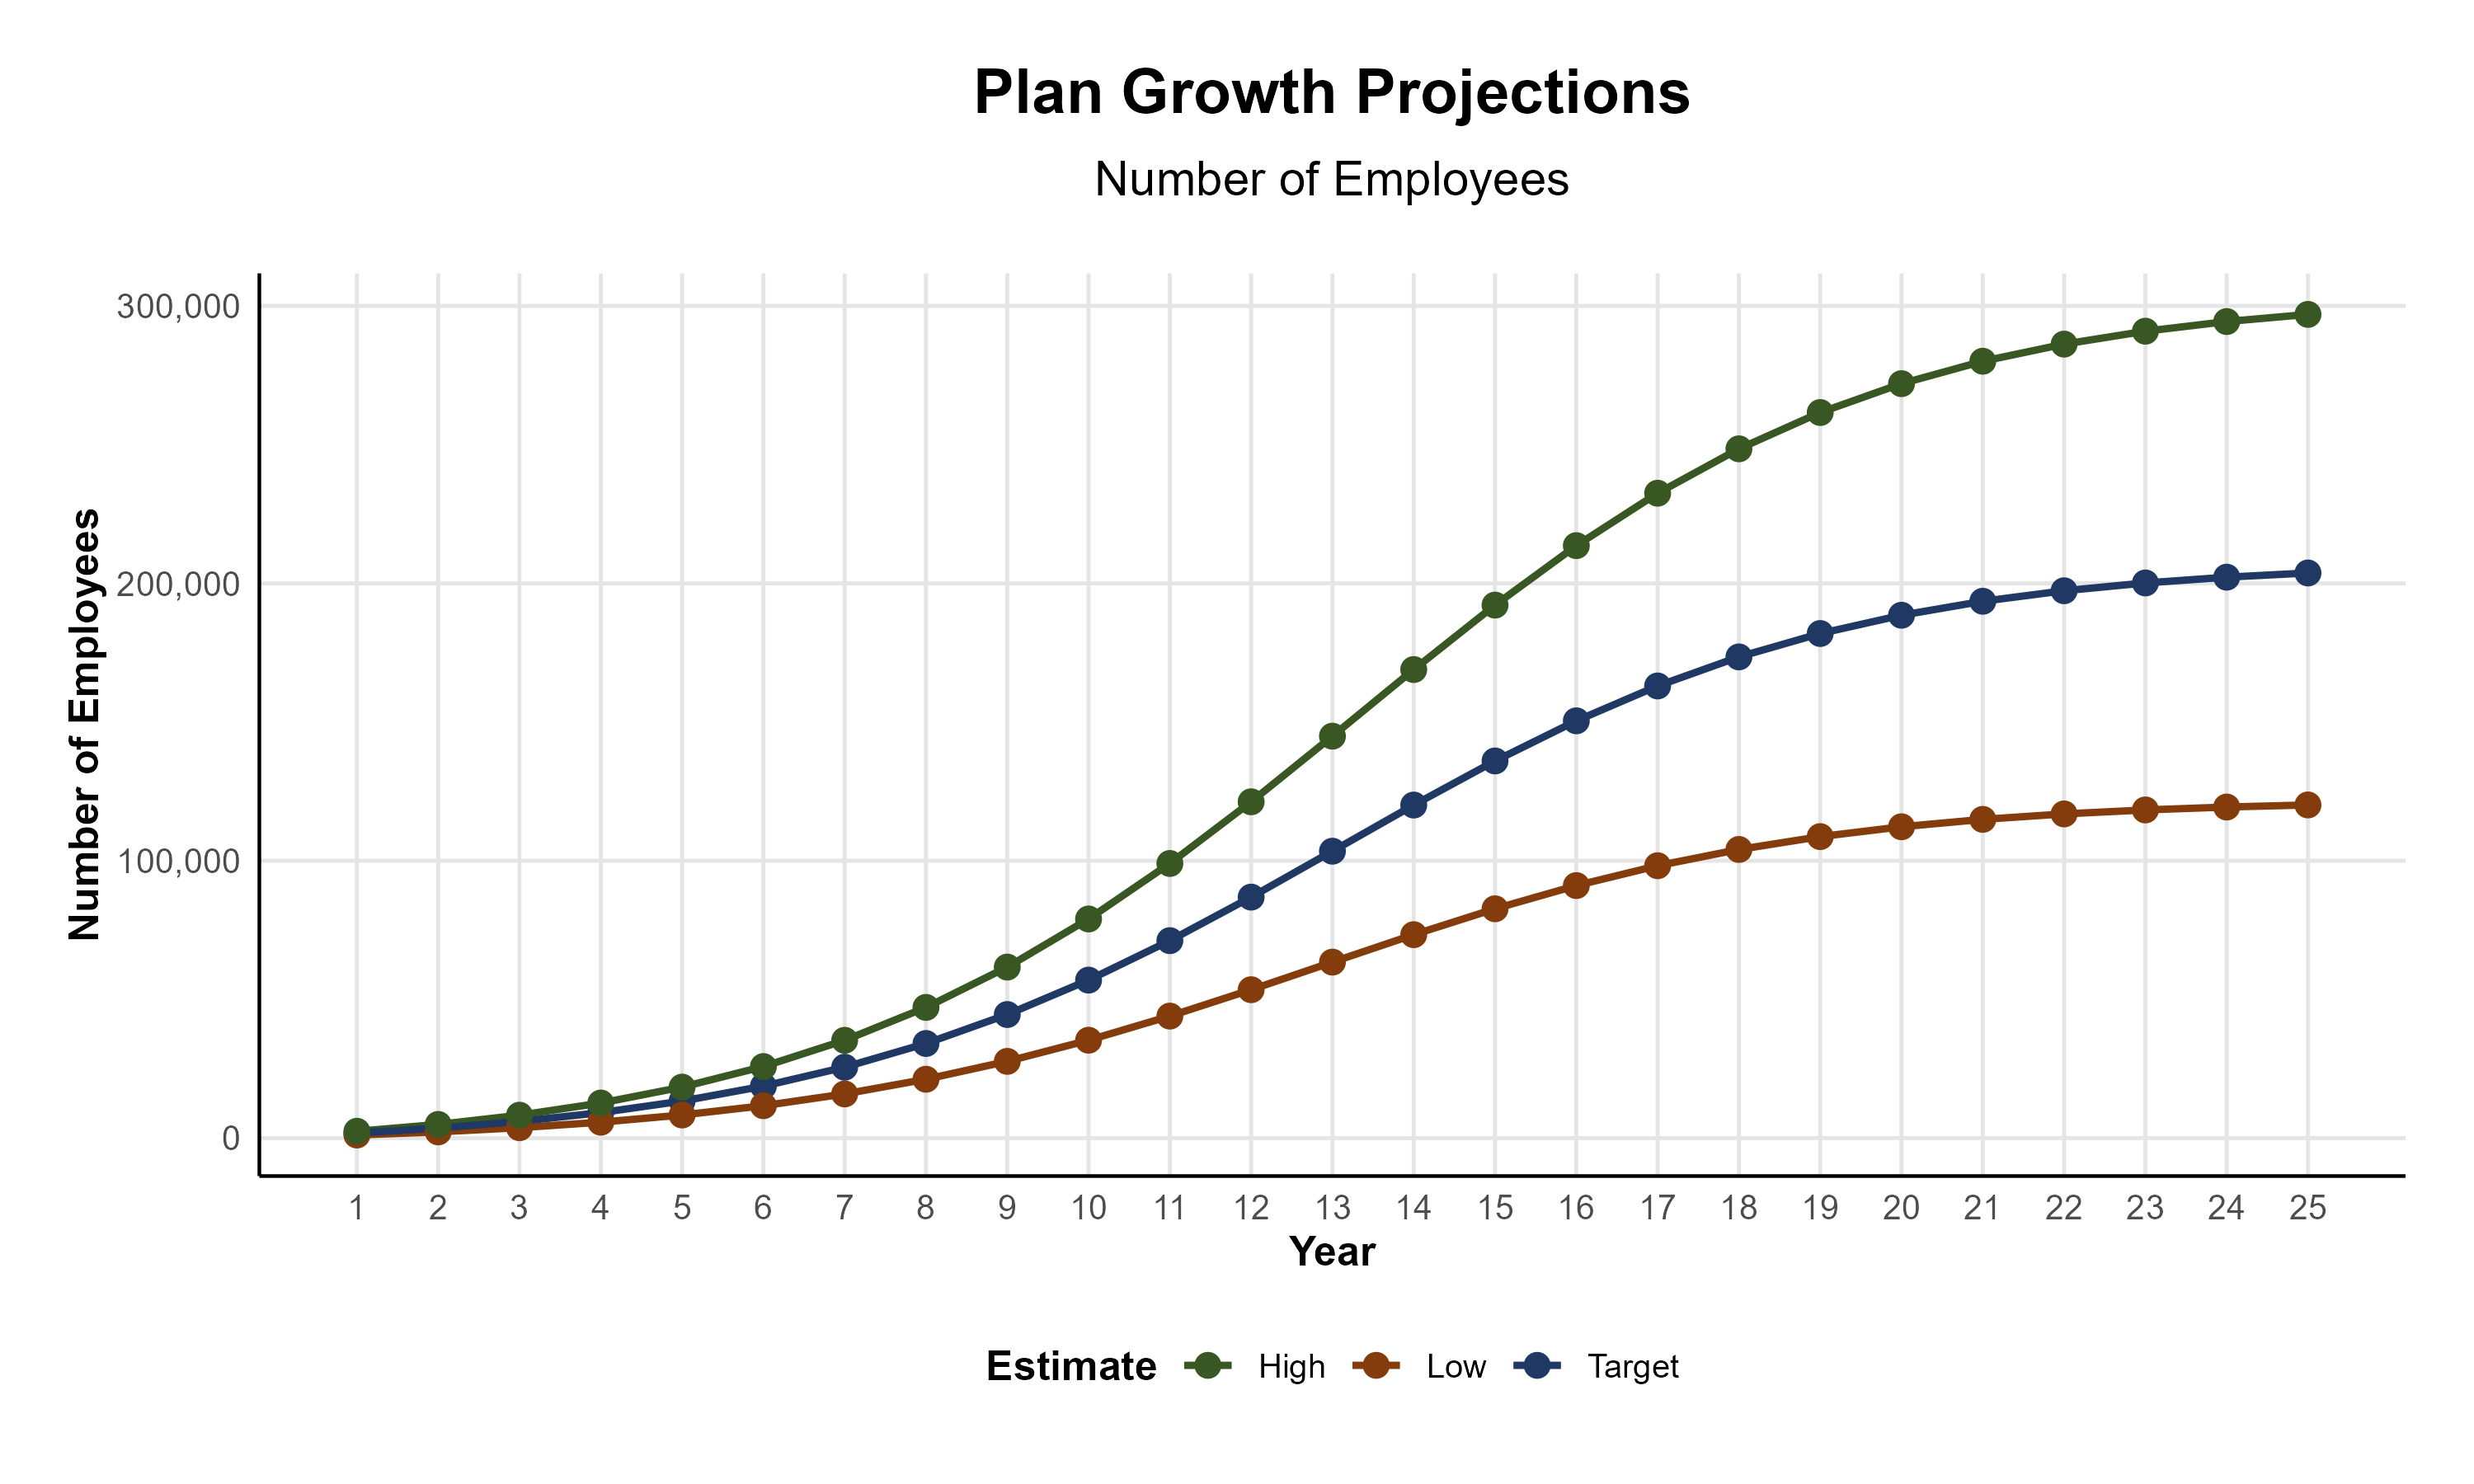 Plan Growth Projections
Number of Employees
Number of Employees
300,000
200,000
100,000
0
1 2 3 4 5 6 7 8 9 10 11 12 13 14 15 16 17 18 19 20 21 22 23 24 25
Year
Estimate High Low Target